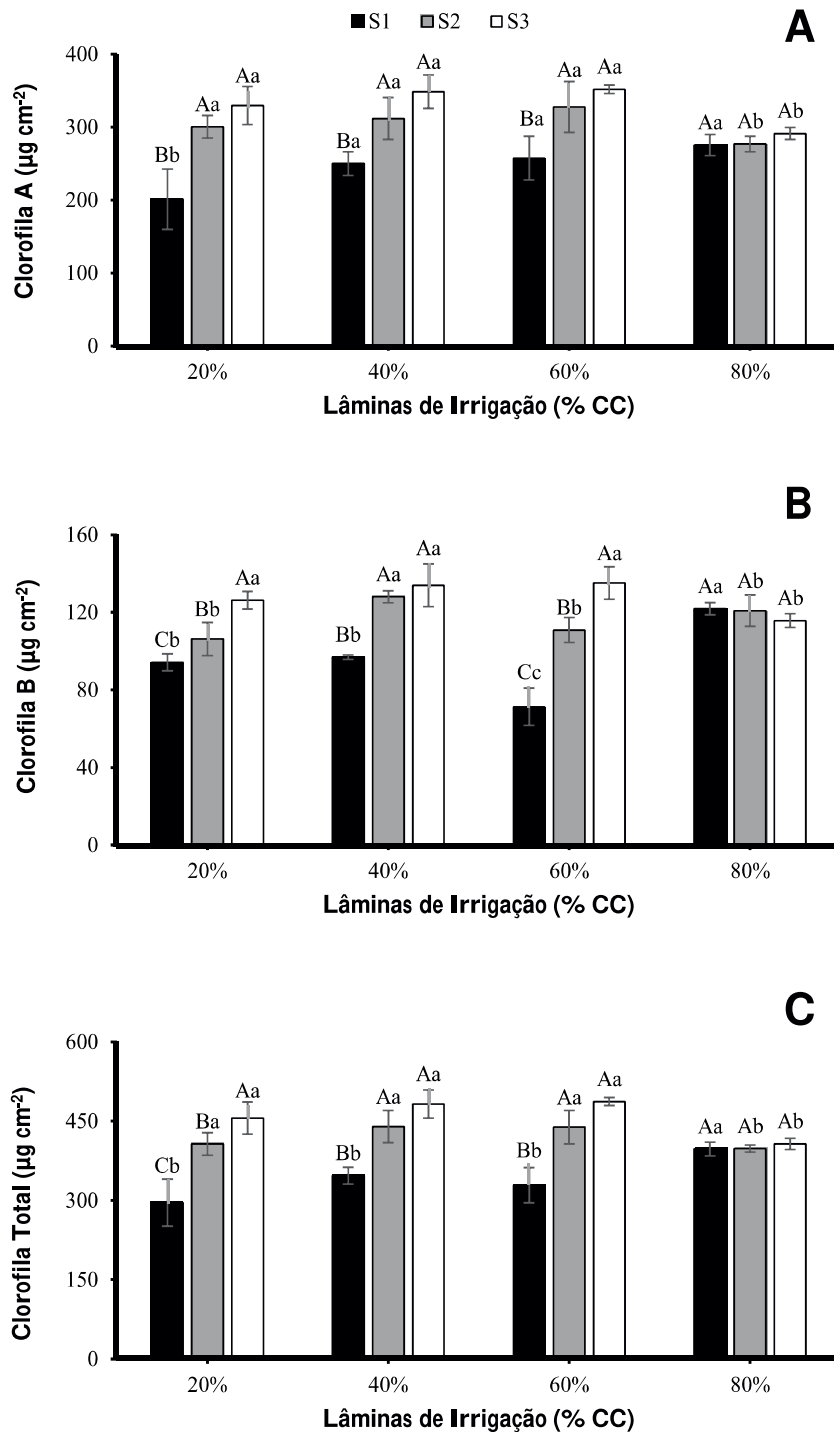 S1 S2 S3
A
Clorofila A (µg cm-2)
400
300
200
100
0
Bb Aa Aa Ba Aa Aa Ba Aa Aa Aa Ab Ab
20% 40% 60% 80%
Lâminas de Irrigação (% CC)
B
Clorofila B (µg cm-2)
160
120
80
40
0
Cb Bb Aa Bb Aa Aa Cc Bb Aa Aa Ab Ab
20% 40% 60% 80%
Lâminas de Irrigação (% CC)
C
Clorofila Total (µg cm-2)
600
450
300
150
0
Cb Ba Aa Bb Aa Aa Bb Aa Aa Aa Ab Ab
20% 40% 60% 80%
Lâminas de Irrigação (% CC)